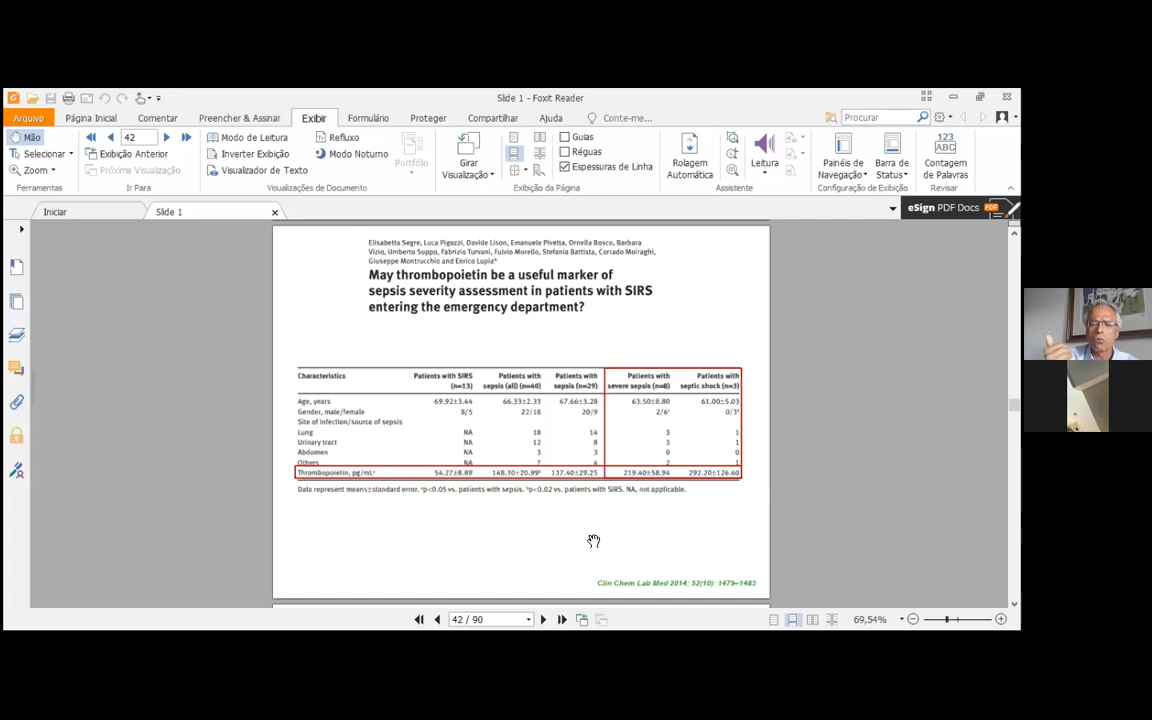 Slide 1 - Foxit Reader
Arquivo Página Inicial Comentar Preencher & Assinar Exibir Formulário Proteger Compartilhar Ajuda Conte-me... Procurar
Mão 42 Modo de Leitura Refluxo Guias
Selecionar Exibição Anterior Inverter Exibição Modo Noturno Réguas
Zoom Próxima Visualização Visualizador de Texto Espessuras de Linha
Portfólio
Girar Visualização
Rolagem Automática
Leitura
Painéis de Navegação
Barra de Status
123 ABC
Contagem de Palavras
Ferramentas Ir Para Visualizações de Documento Exibição da Página Assistente Configuração de Exibição Revisar
Iniciar Slide 1 eSign PDF Docs PDF
Elisabetta Segre, Luca Pigozzi, Davide Lison, Emanuele Pivetta, Ornella Bosco, Barbara
Vizio, Umberto Suppo, Fabrizio Turvani, Fulvio Morello, Stefania Battista, Corrado Moiraghi,
Giuseppe Montrucchio and Enrico Lupia*
May thrombopoietin be a useful marker of
sepsis severity assessment in patients with SIRS
entering the emergency department?
Characteristics Patients with SIRS Patients with Patients with Patients with Patients with
(n=13) sepsis (all) (n=40) sepsis (n=29) severe sepsis (n=8) septic shock (n=3)
Age, years 69.92±3.44 66.33±2.33 67.66±3.28 63.50±8.80 61.00±5.03
Gender, male/female 8/5 22/18 20/9 2/6ᵃ 0/3ᵃ
Site of infection/source of sepsis
Lung NA 18 14 3 1
Urinary tract NA 12 8 3 1
Abdomen NA 3 3 0 0
Others NA 7 4 2 1
Thrombopoietin, pg/mL 54.27±8.89 148.30±20.99ᵇ 137.40±29.25 219.40±58.94 292.20±126.60
Data represent means±standard error. ᵃp<0.05 vs. patients with sepsis. ᵇp<0.02 vs. patients with SIRS. NA, not applicable.
Clin Chem Lab Med 2014; 52(10): 1479–1483
42 / 90 69,54%